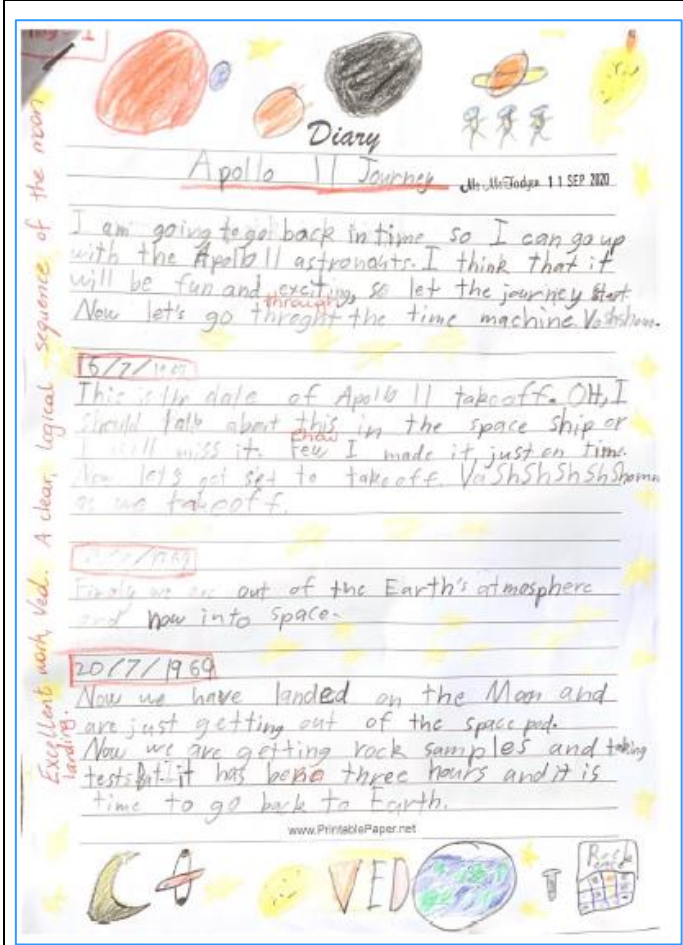 Diary
Apollo 11 Journey
11 SEP 2020
I am going to go back in time so I can go up
with the Apollo 11 astronauts. I think that it
will be fun and exciting, so let the journey start.
through
Now let's go threght the time machine Vashshom.
15/7/1969
This is the date of Apollo 11 takeoff. OH, I
should talk about this in the space ship or
I will miss it. Few I made it just on time.
Now let's get set to takeoff. VaShShShShShomn
as we takeoff.
/7/1969
Finaly we are out of the Earth's atmosphere
and now into space.
20/7/1969
Now we have landed on the Moon and
are just getting out of the space pod.
Now we are getting rock samples and taking
tests But it has been three hours and it is
time to go back to Earth.
www.PrintablePaper.net
VED
Excellent work, Ved. A clear, logical sequence of the moon
landing.